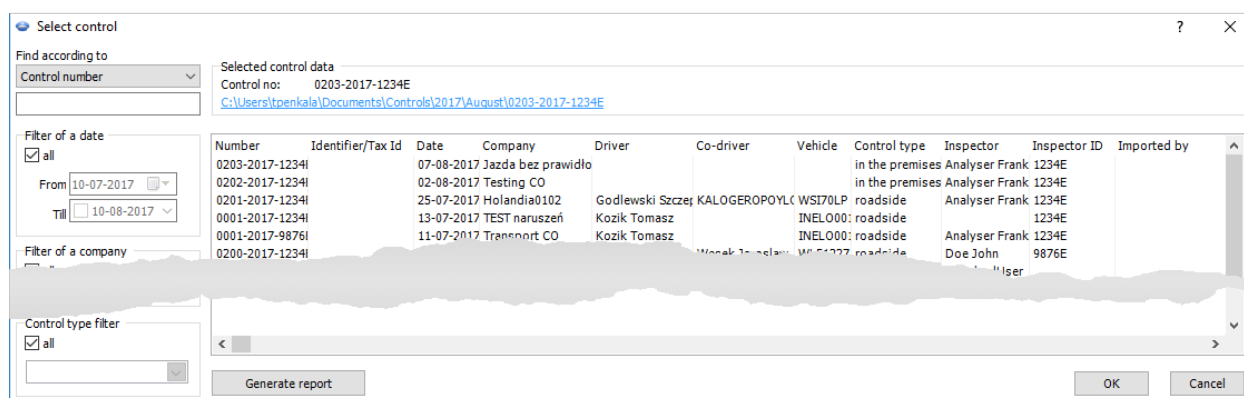 Select control
?
Find according to
Control number
Selected control data
Control no: 0203-2017-1234E
C:\Users\tpenkala\Documents\Controls\2017\August\0203-2017-1234E
Filter of a date
all
From 10-07-2017
Till 10-08-2017
Filter of a company
Control type filter
all
Number Identifier/Tax Id Date Company Driver Co-driver Vehicle Control type Inspector Inspector ID Imported by
0203-2017-1234 07-08-2017 Jazda bez prawidło in the premises Analyser Frank 1234E
0202-2017-1234 02-08-2017 Testing CO in the premises Analyser Frank 1234E
0201-2017-1234 25-07-2017 Holandia0102 Godlewski Szczep KALOGEROPOYL WSI70LP roadside Analyser Frank 1234E
0001-2017-1234 13-07-2017 TEST naruszeń Kozik Tomasz INELO001 roadside 1234E
0001-2017-9876 11-07-2017 Transport CO Kozik Tomasz INELO001 roadside Analyser Frank 1234E
0200-2017-1234 roadside Doe John 9876E
Generate report
OK
Cancel